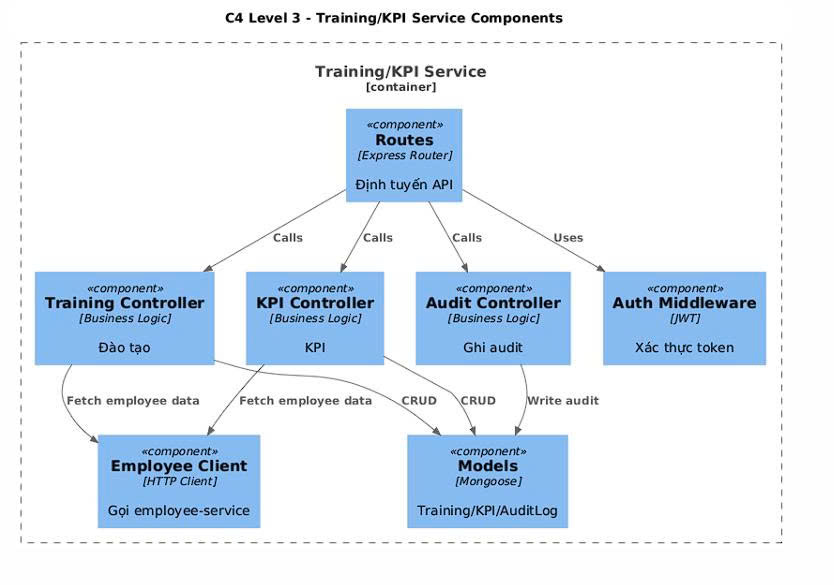 C4 Level 3 - Training/KPI Service Components
Training/KPI Service
[container]
«component»
Routes
[Express Router]
Định tuyến API
Calls
Calls
Calls
Uses
«component»
Training Controller
[Business Logic]
Đào tạo
«component»
KPI Controller
[Business Logic]
KPI
«component»
Audit Controller
[Business Logic]
Ghi audit
«component»
Auth Middleware
[JWT]
Xác thực token
Fetch employee data
Fetch employee data
CRUD
CRUD
Write audit
«component»
Employee Client
[HTTP Client]
Gọi employee-service
«component»
Models
[Mongoose]
Training/KPI/AuditLog